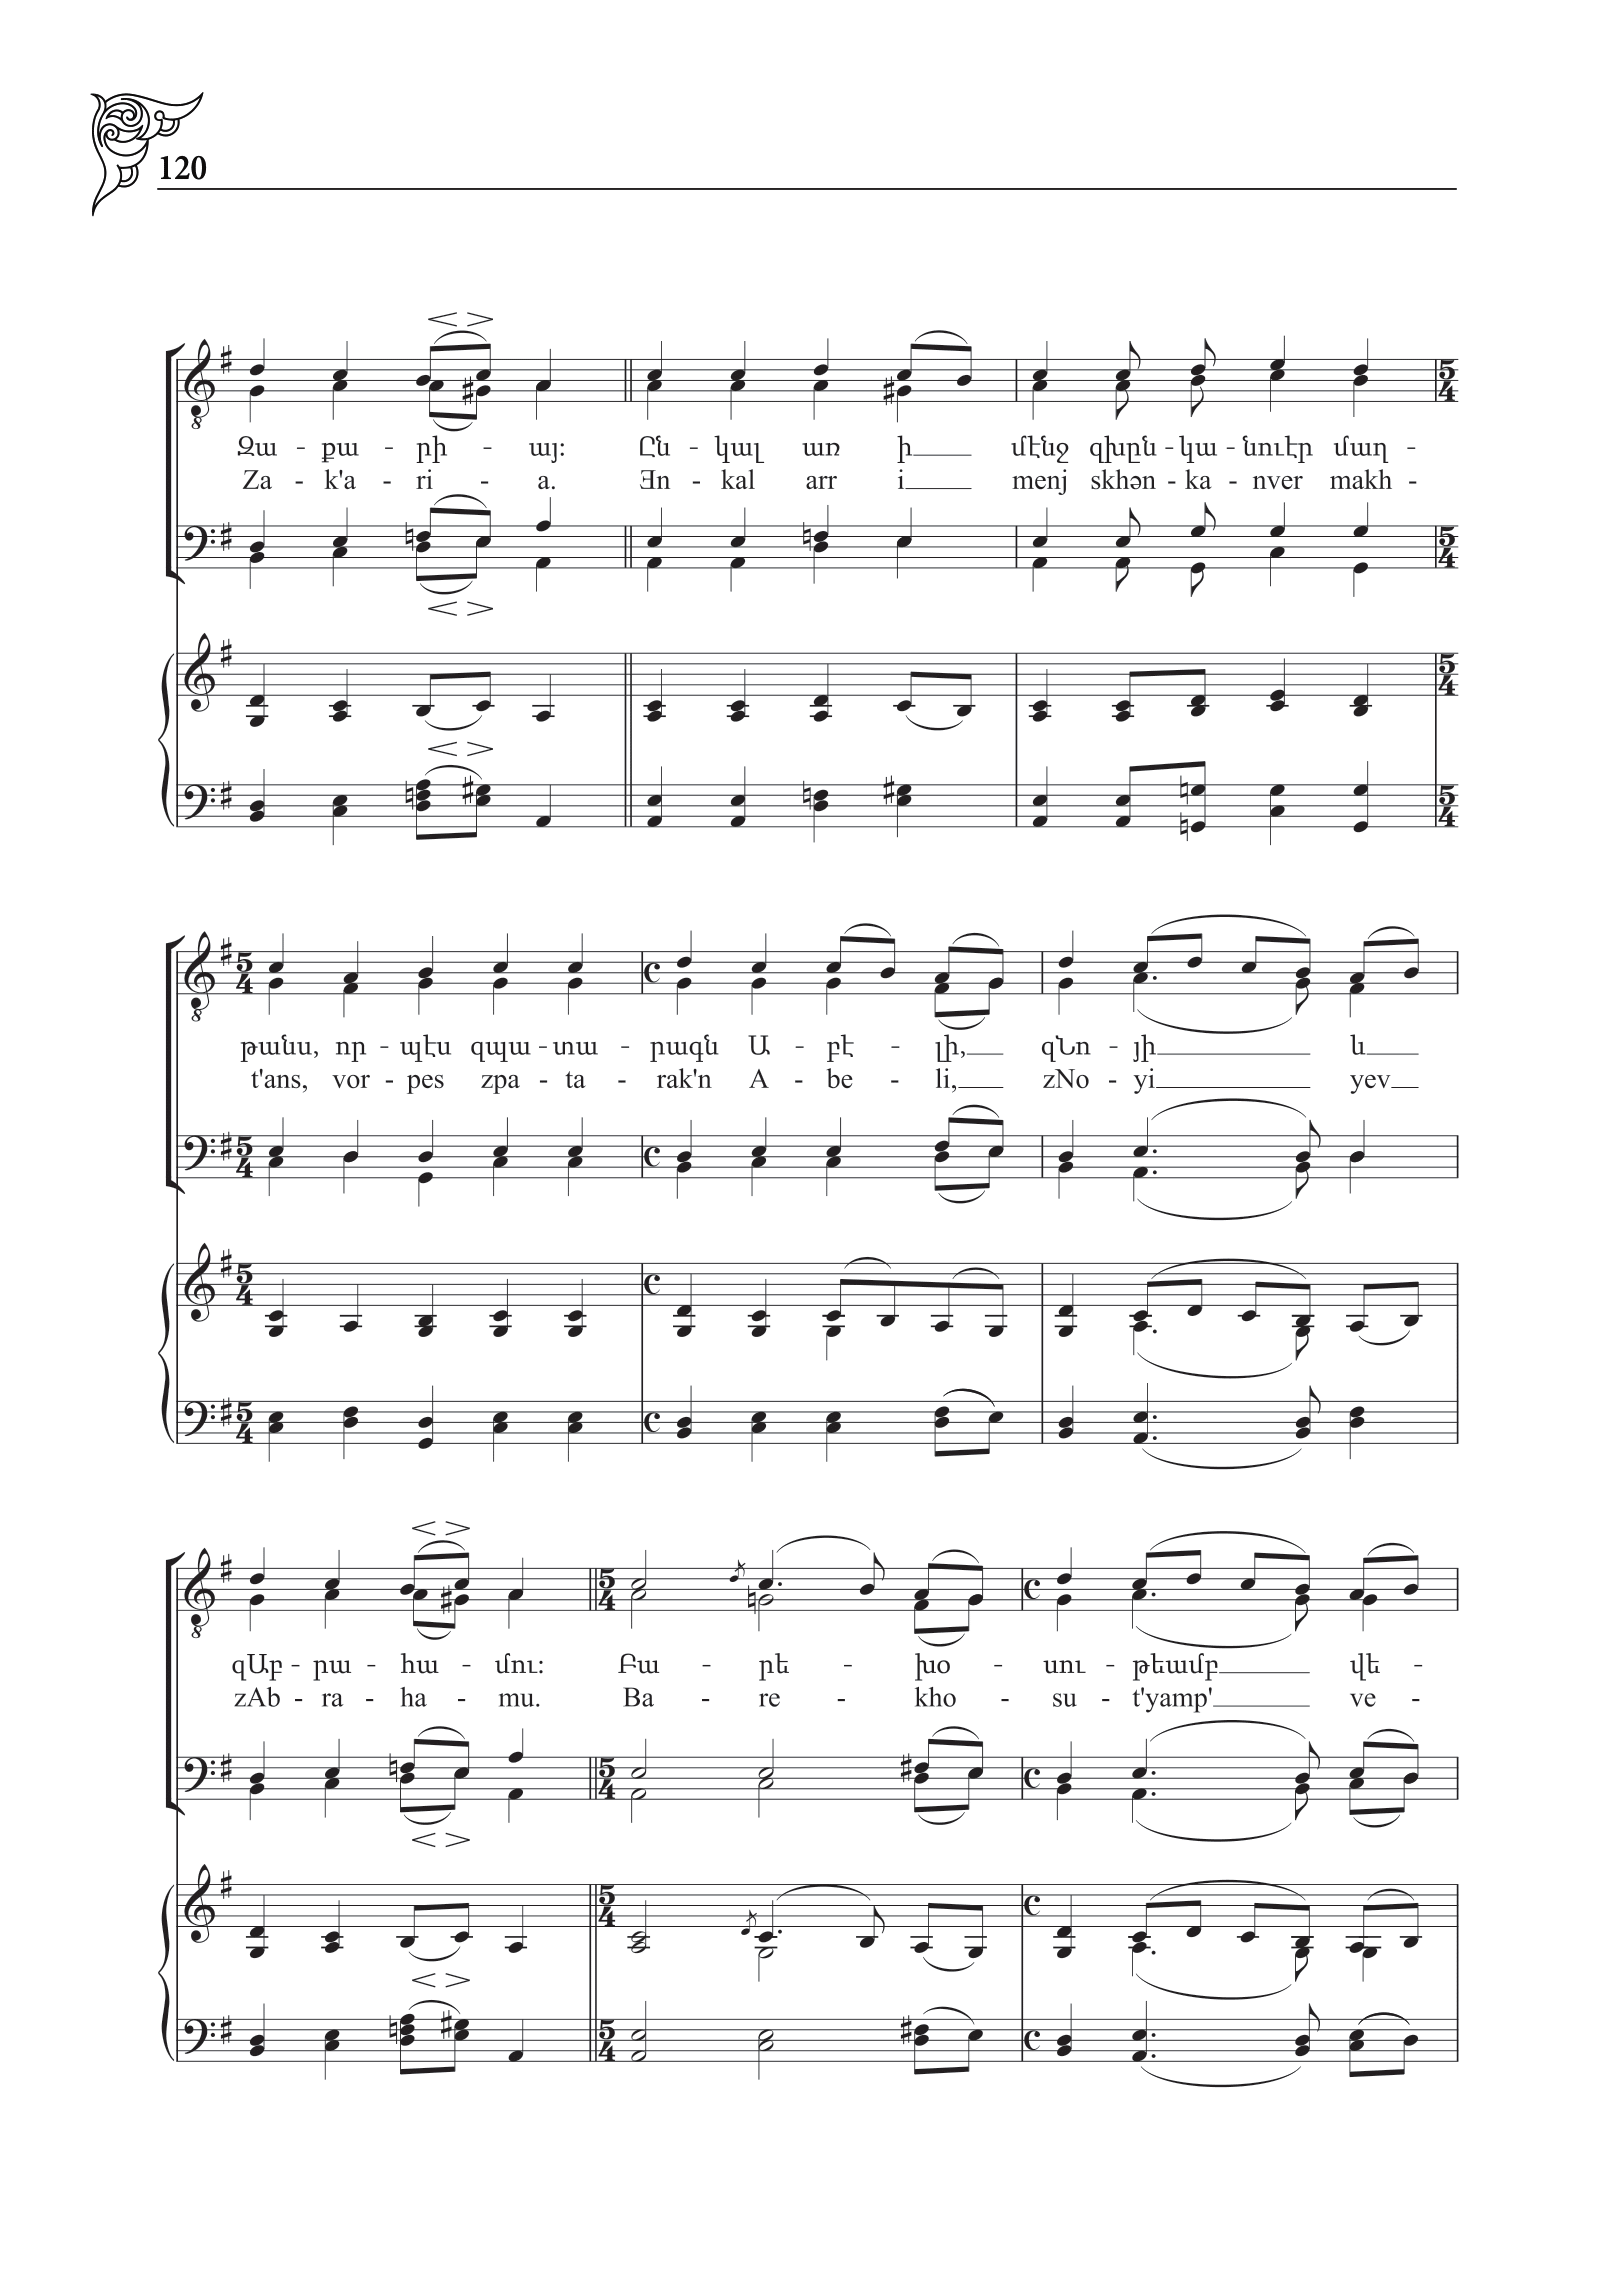 120
Զա - քա - րի - այ: Ըն - կալ առ ի մէնջ զխըն - կա - նուէր մաղ -
Za - k'a - ri - a. Ən - kal arr i menj skhən - ka - nver makh -
թանս, որ - պէս զպա - տա - րագն Ա - բէ - լի, զՆո - յի և
t'ans, vor - pes zpa - ta - rak'n A - be - li, zNo - yi yev
զԱբ - րա - հա - մու: Բա - րե - խօ - սու - թեամբ վե -
zAb - ra - ha - mu. Ba - re - kho - su - t'yamp' ve -